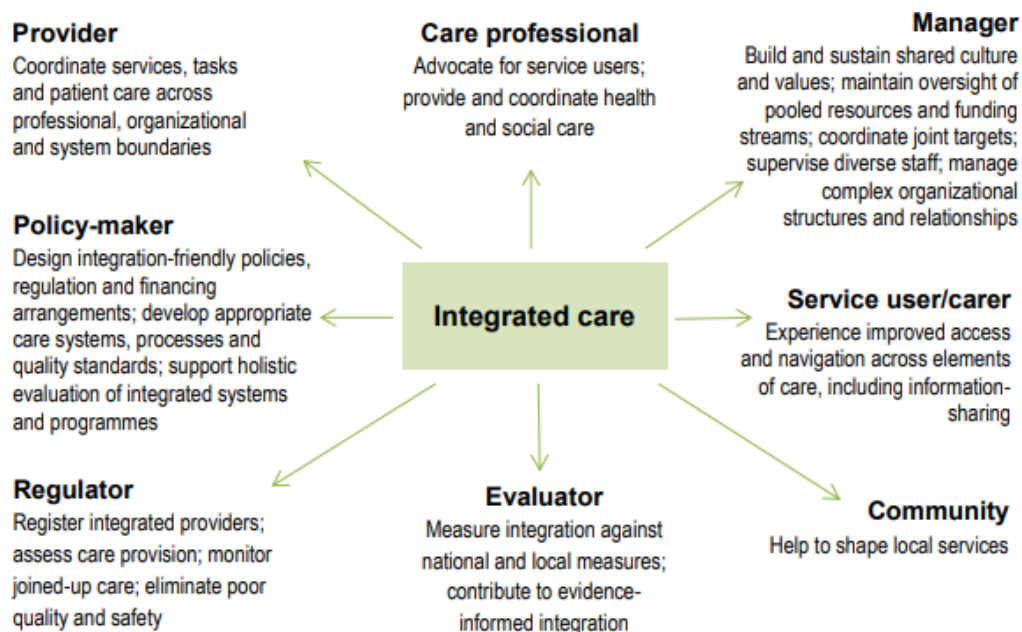 Provider
Coordinate services, tasks
and patient care across
professional, organizational
and system boundaries
Care professional
Advocate for service users;
provide and coordinate health
and social care
Manager
Build and sustain shared culture
and values; maintain oversight of
pooled resources and funding
streams; coordinate joint targets;
supervise diverse staff; manage
complex organizational
structures and relationships
Policy-maker
Design integration-friendly policies,
regulation and financing
arrangements; develop appropriate
care systems, processes and
quality standards; support holistic
evaluation of integrated systems
and programmes
Integrated care
Service user/carer
Experience improved access
and navigation across elements
of care, including information-
sharing
Regulator
Register integrated providers;
assess care provision; monitor
joined-up care; eliminate poor
quality and safety
Evaluator
Measure integration against
national and local measures;
contribute to evidence-
informed integration
Community
Help to shape local services